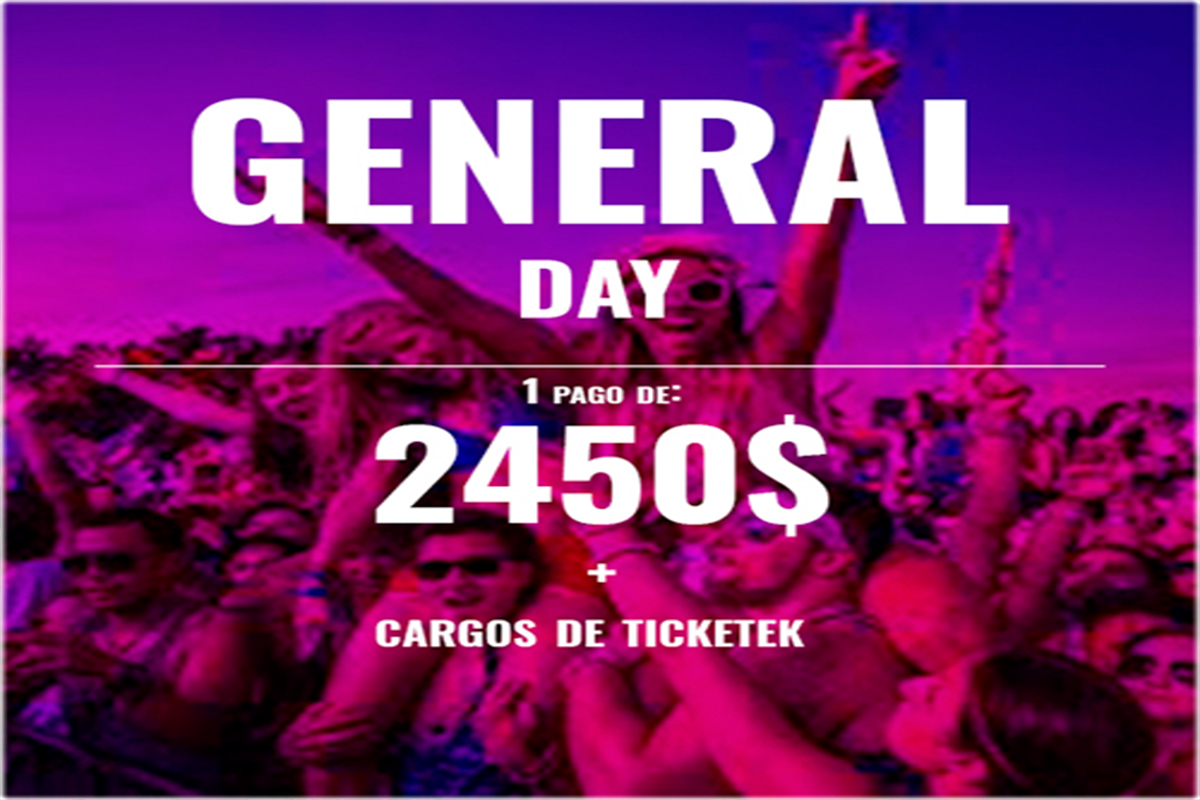 GENERAL
DAY
1 PAGO DE:
2450$
+
CARGOS DE TICKETEK